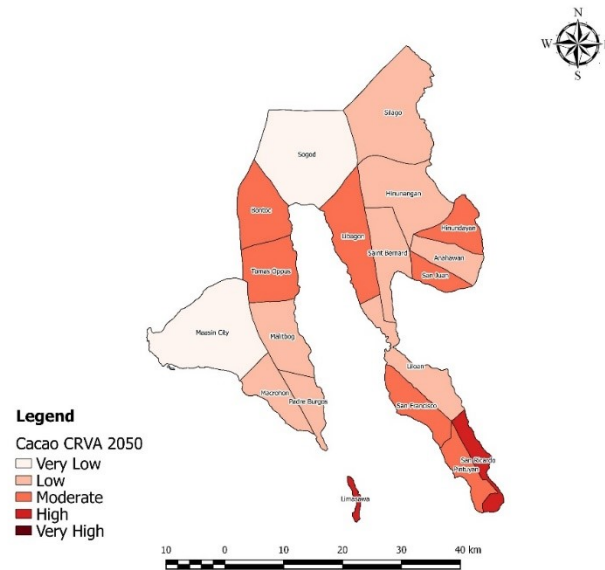 N
W
S
Silago
Sogod
Hinunangan
Bontoc
Hinundayan
Libagon
Saint Bernard
Anahawan
Tomas Oppus
San Juan
Maasin City
Malitbog
Liloan
Macrohon
Padre Burgos
San Francisco
San Ricardo
Pintuyan
Limasawa
Legend
Cacao CRVA 2050
Very Low
Low
Moderate
High
Very High
10 0 10 20 30 40 km